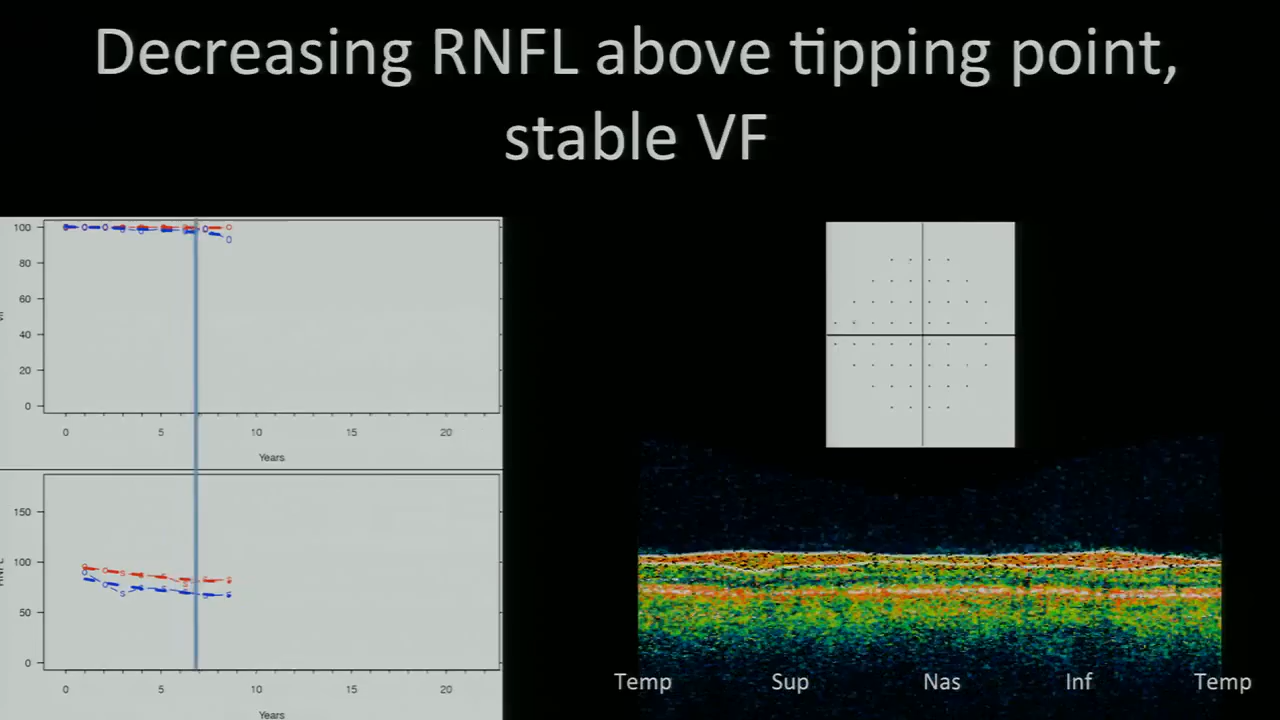 Decreasing RNFL above tipping point,
stable VF
100
80
60
40
20
0
0 5 10 15 20
Years
150
100
50
0
0 5 10 15 20
Years
Temp Sup Nas Inf Temp